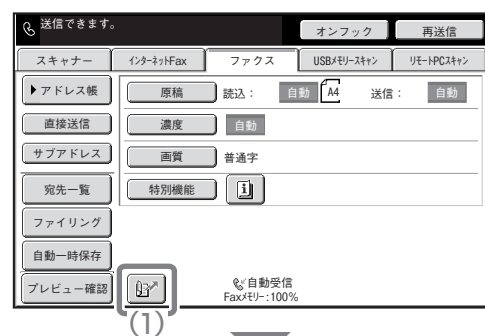 送信できます。
オンフック 再送信
スキャナー インターネットFax ファクス USBメモリースキャン リモートPCスキャン
アドレス帳 原稿 読込： 自動 A4 送信： 自動
直接送信 濃度 自動
サブアドレス 画質 普通字
宛先一覧 特別機能
ファイリング
自動一時保存
プレビュー確認 自動受信
Faxメモリー:100%
(1)